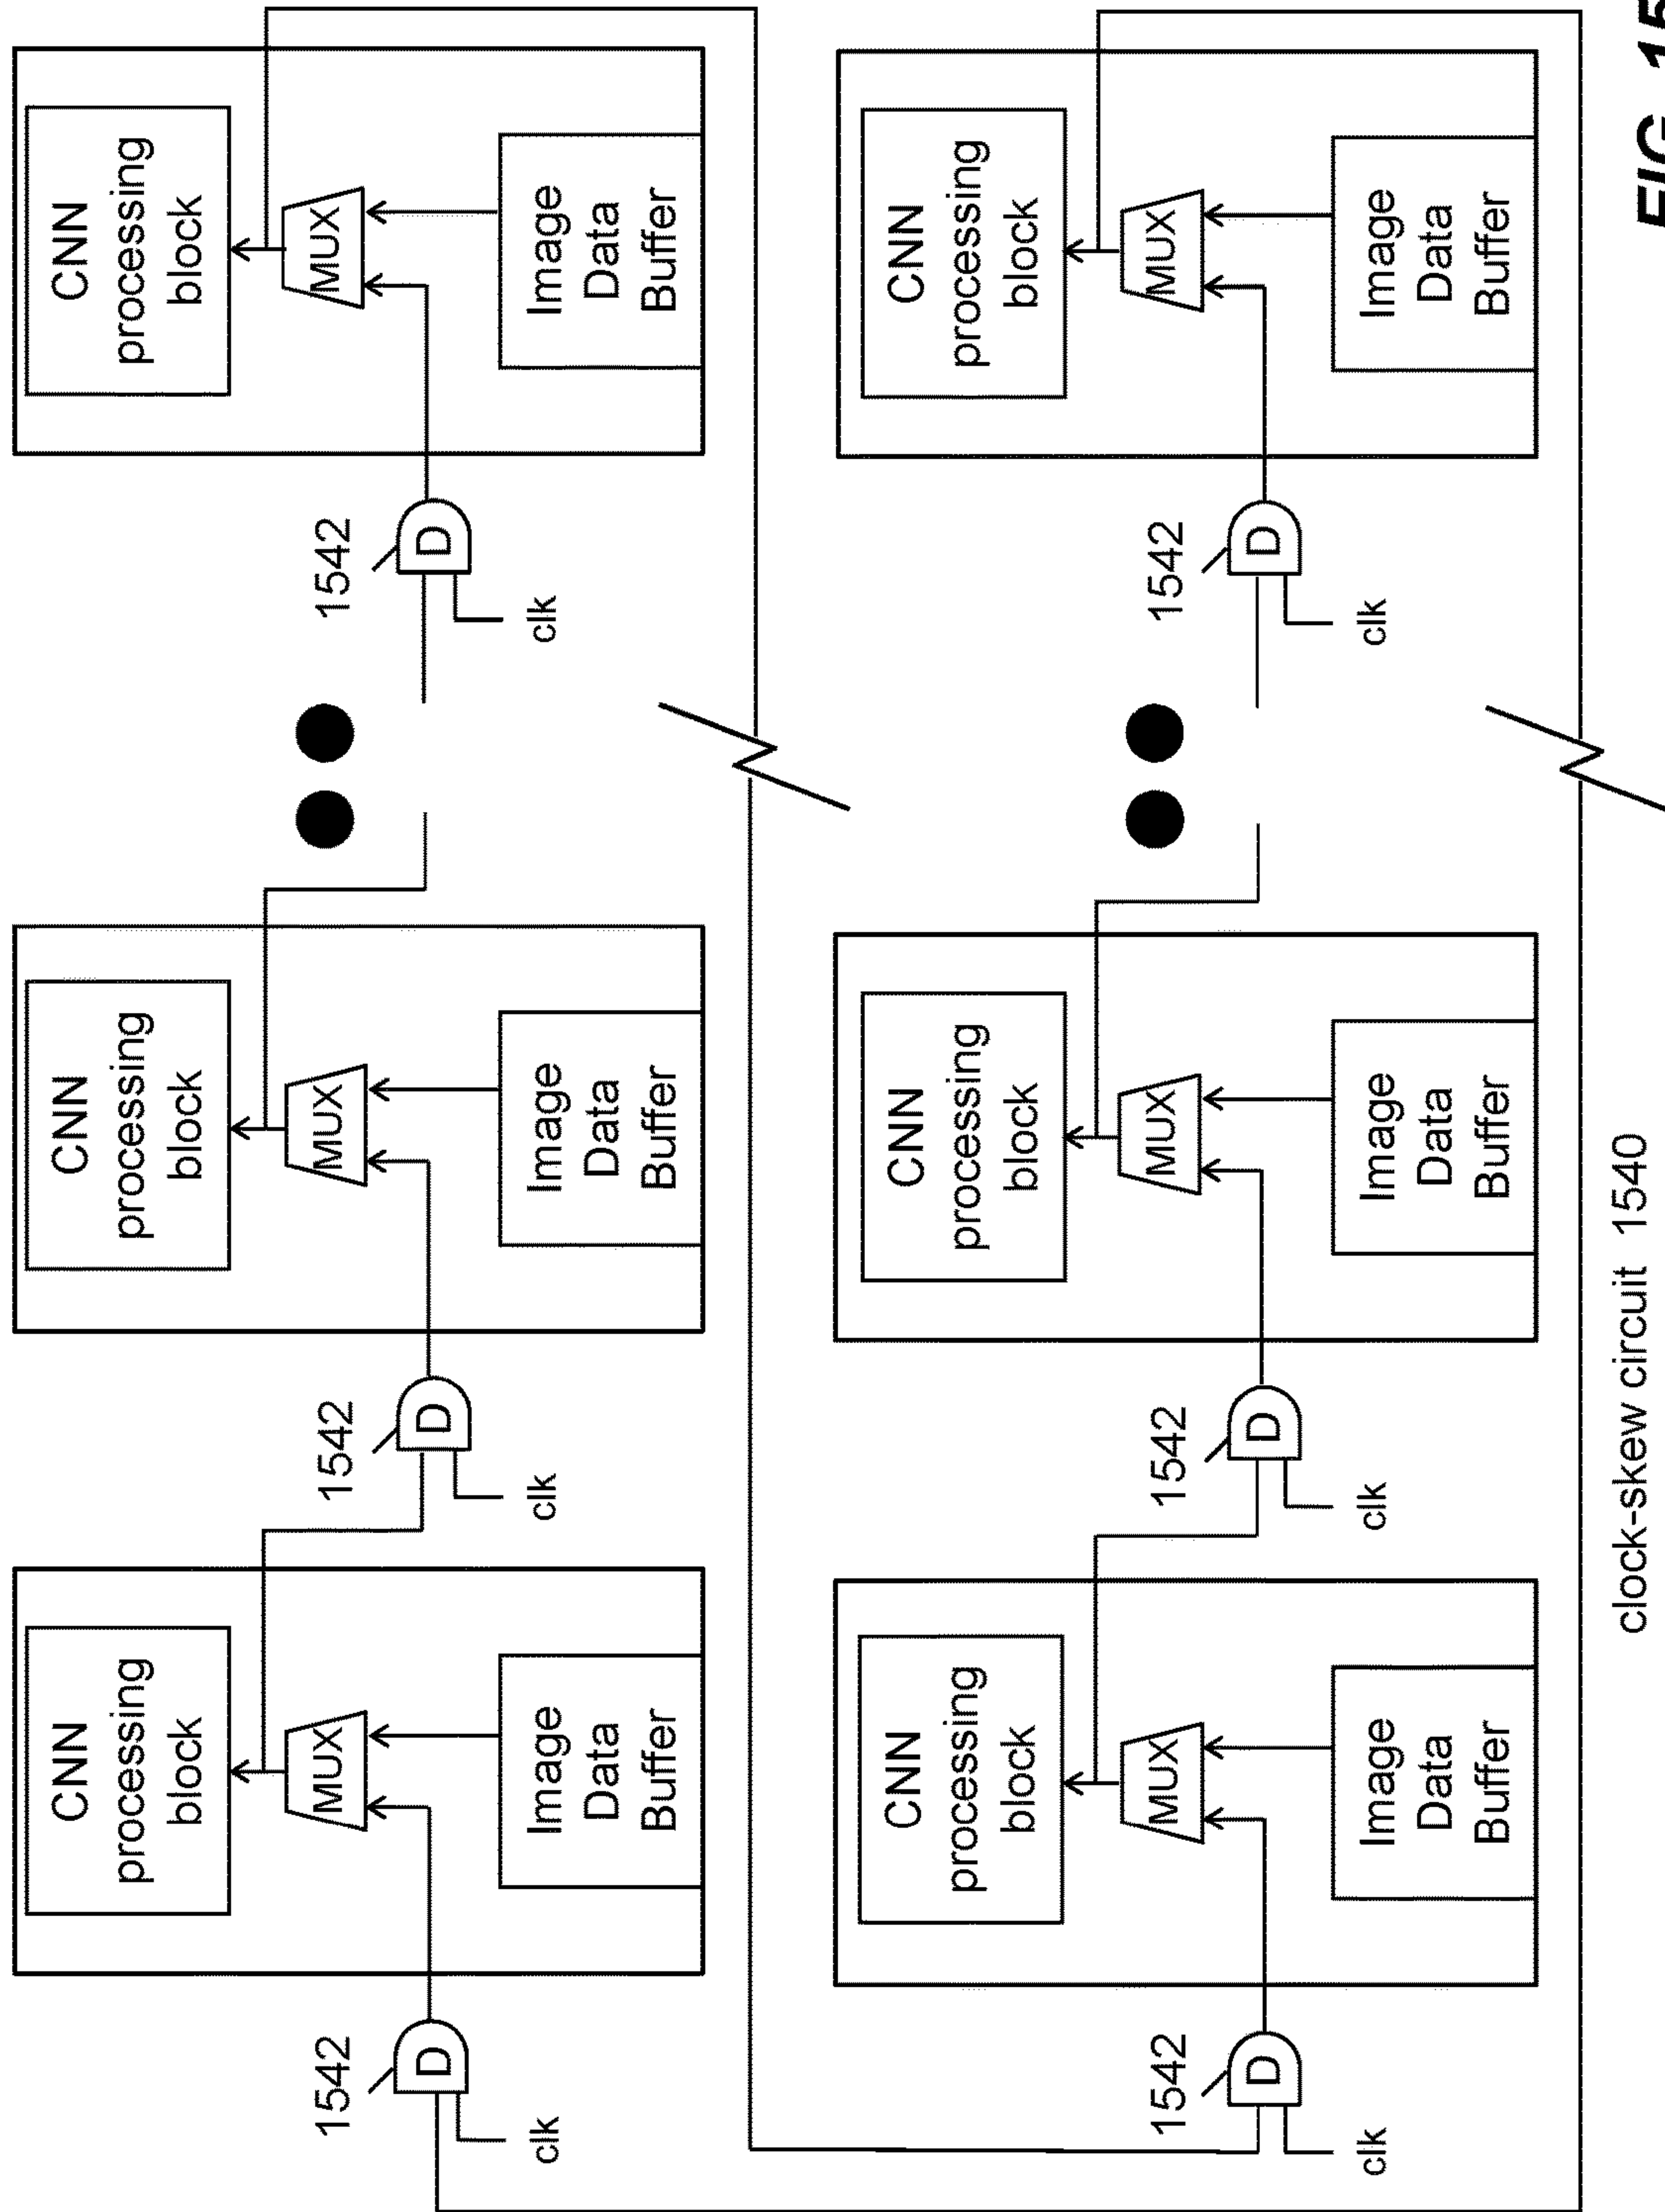 CNN
processing
block
MUX
Image
Data
Buffer
1542
D
clk
CNN
processing
block
MUX
Image
Data
Buffer
1542
D
clk
CNN
processing
block
MUX
Image
Data
Buffer
1542
D
clk
CNN
processing
block
MUX
Image
Data
Buffer
1542
D
clk
CNN
processing
block
MUX
Image
Data
Buffer
1542
D
clk
CNN
processing
block
MUX
Image
Data
Buffer
1542
D
clk
clock-skew circuit 1540
FIG. 15